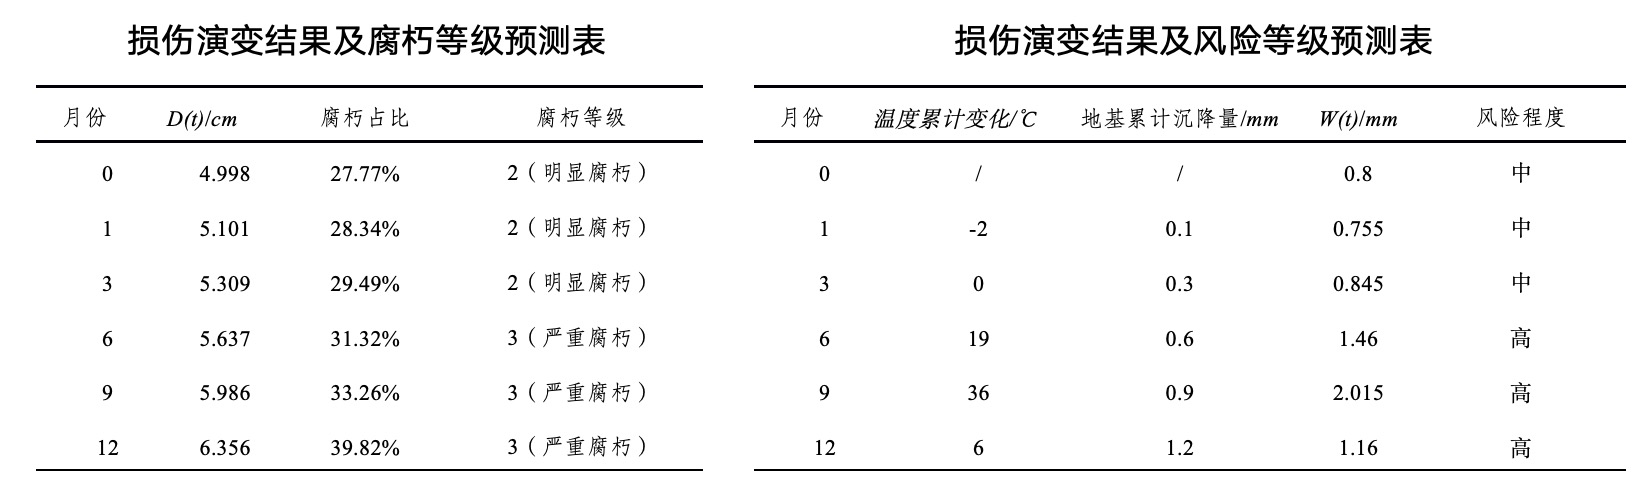 损伤演变结果及腐朽等级预测表
月份 D(t)/cm 腐朽占比 腐朽等级
0 4.998 27.77% 2（明显腐朽）
1 5.101 28.34% 2（明显腐朽）
3 5.309 29.49% 2（明显腐朽）
6 5.637 31.32% 3（严重腐朽）
9 5.986 33.26% 3（严重腐朽）
12 6.356 39.82% 3（严重腐朽）
损伤演变结果及风险等级预测表
月份 温度累计变化/℃ 地基累计沉降量/mm W(t)/mm 风险程度
0 / / 0.8 中
1 -2 0.1 0.755 中
3 0 0.3 0.845 中
6 19 0.6 1.46 高
9 36 0.9 2.015 高
12 6 1.2 1.16 高